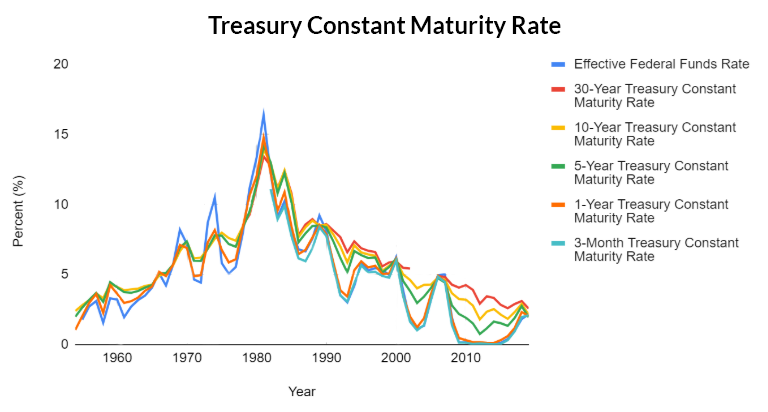 Treasury Constant Maturity Rate
20
15
10
5
0
Percent (%)
1960
1970
1980
1990
2000
2010
Year
Effective Federal Funds Rate
30-Year Treasury Constant
Maturity Rate
10-Year Treasury Constant
Maturity Rate
5-Year Treasury Constant
Maturity Rate
1-Year Treasury Constant
Maturity Rate
3-Month Treasury Constant
Maturity Rate